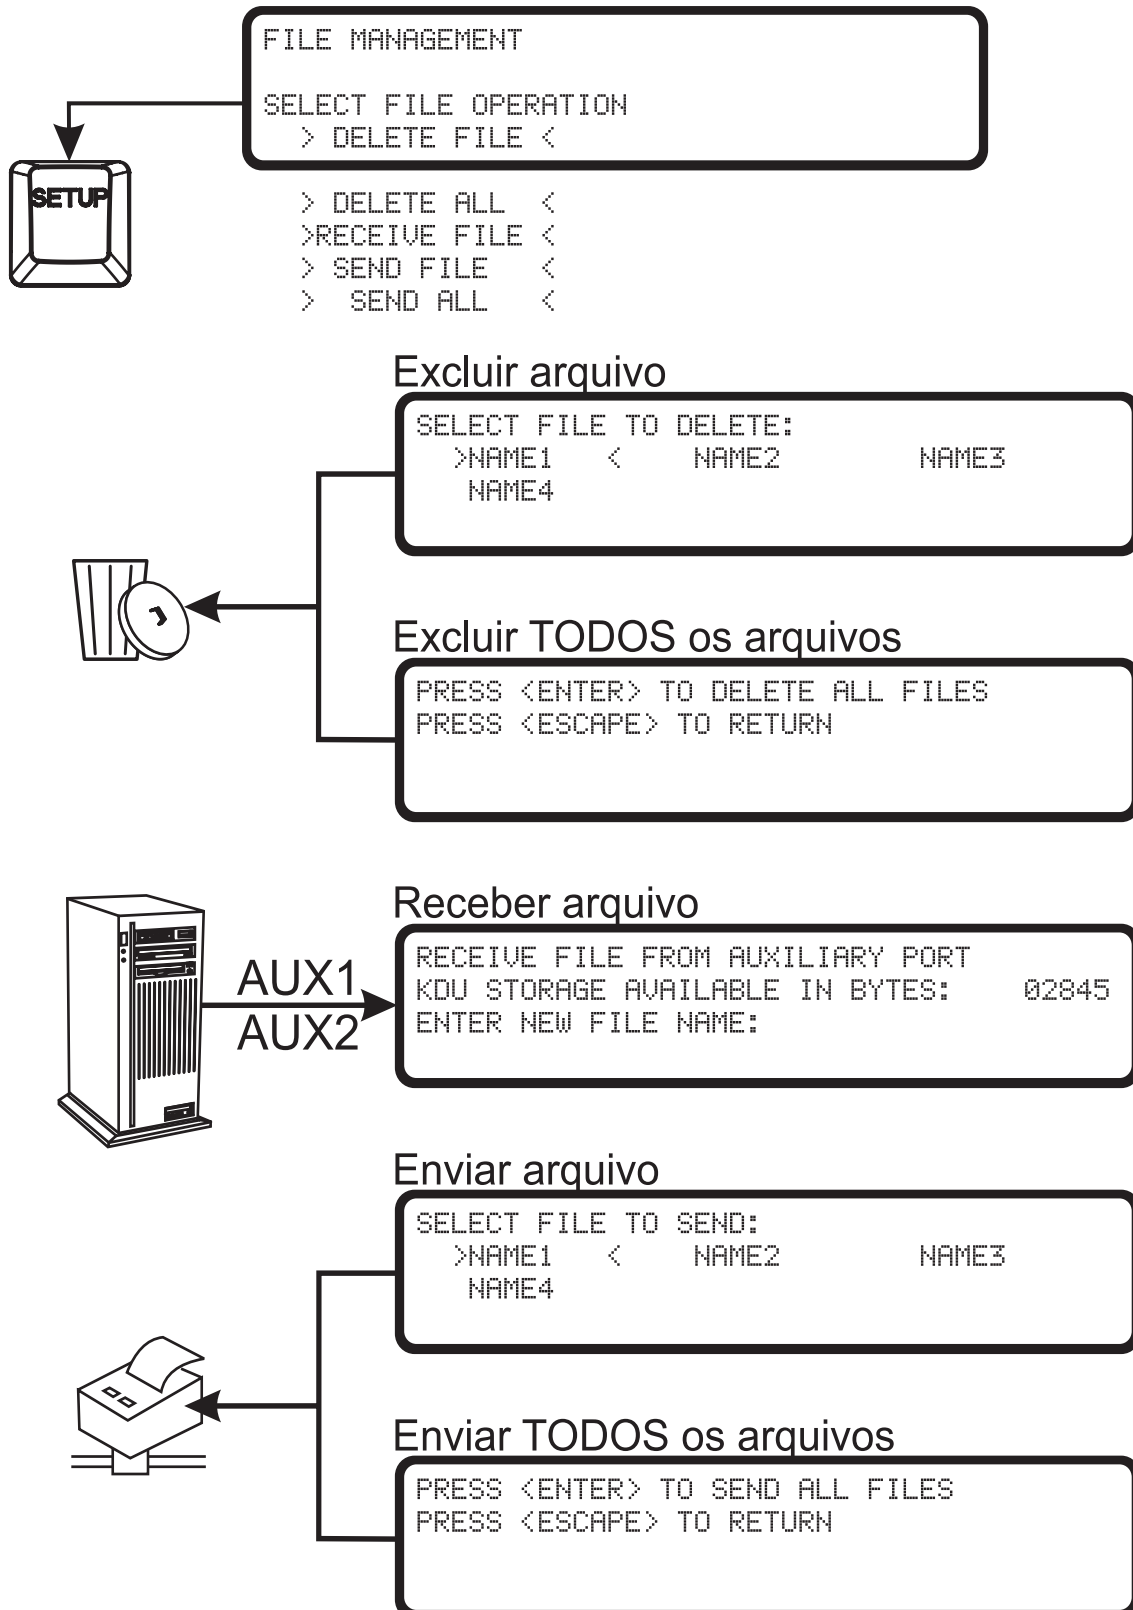 FILE MANAGEMENT
SELECT FILE OPERATION
> DELETE FILE <
SETUP
> DELETE ALL <
>RECEIVE FILE <
> SEND FILE <
> SEND ALL <
Excluir arquivo
SELECT FILE TO DELETE:
>NAME1 < NAME2 NAME3
NAME4
Excluir TODOS os arquivos
PRESS <ENTER> TO DELETE ALL FILES
PRESS <ESCAPE> TO RETURN
Receber arquivo
RECEIVE FILE FROM AUXILIARY PORT
KDU STORAGE AVAILABLE IN BYTES: 02845
ENTER NEW FILE NAME:
AUX1
AUX2
Enviar arquivo
SELECT FILE TO SEND:
>NAME1 < NAME2 NAME3
NAME4
Enviar TODOS os arquivos
PRESS <ENTER> TO SEND ALL FILES
PRESS <ESCAPE> TO RETURN